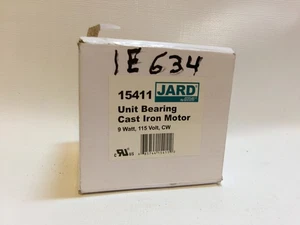 1E634
15411 JARD
Unit Bearing
Cast Iron Motor
9 Watt, 115 Volt, CW